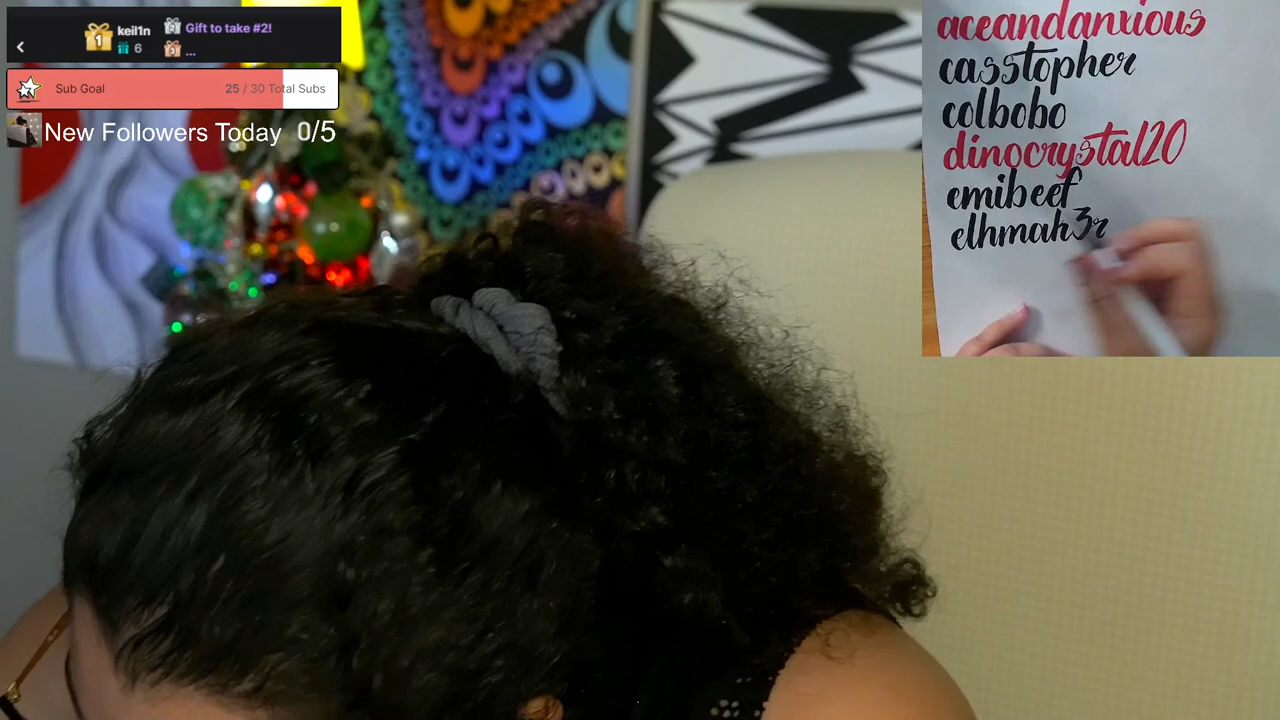 keil1n
6
Gift to take #2!
...
Sub Goal
25 / 30 Total Subs
New Followers Today 0/5
aceandanxious
casstopher
colbobo
dinocrystal20
emibeef
elhmah3r